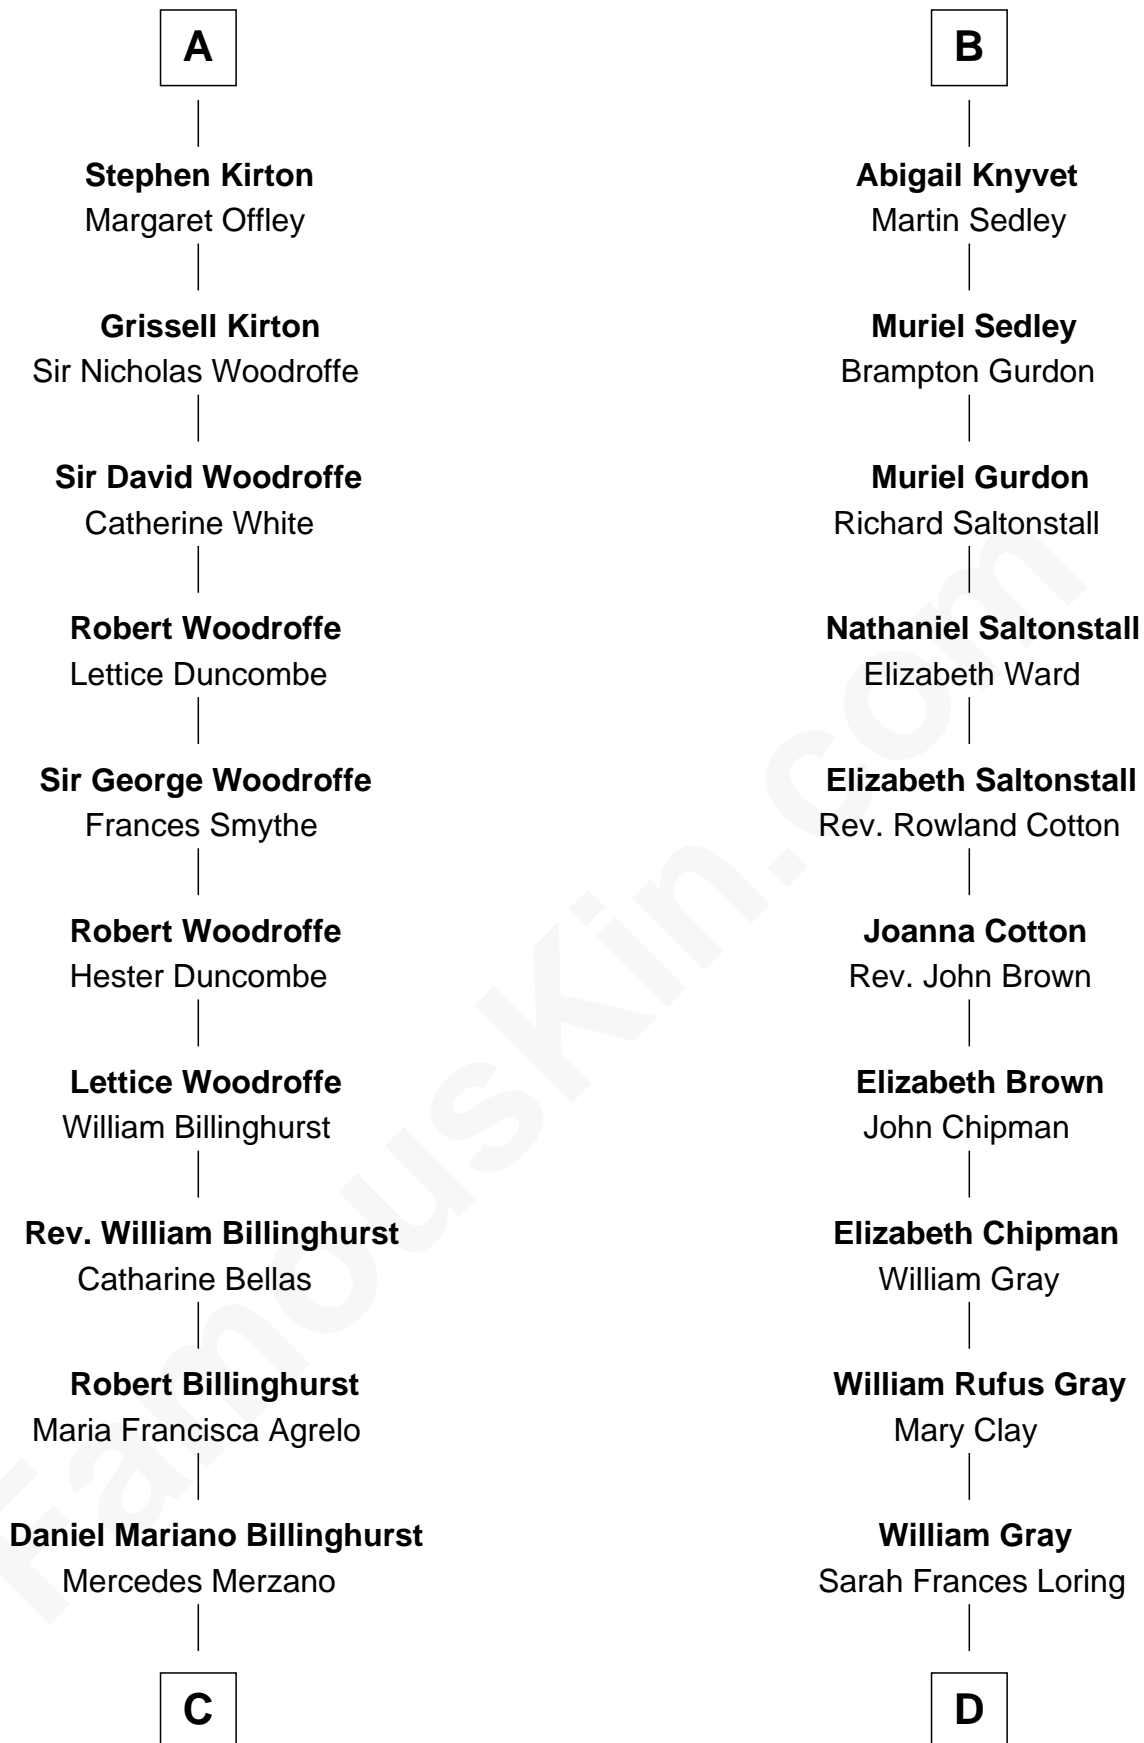 A
Stephen Kirton
Margaret Offley
Grissell Kirton
Sir Nicholas Woodroffe
Sir David Woodroffe
Catherine White
Robert Woodroffe
Lettice Duncombe
Sir George Woodroffe
Frances Smythe
Robert Woodroffe
Hester Duncombe
Lettice Woodroffe
William Billinghurst
Rev. William Billinghurst
Catharine Bellas
Robert Billinghurst
Maria Francisca Agrelo
Daniel Mariano Billinghurst
Mercedes Merzano
C
B
Abigail Knyvet
Martin Sedley
Muriel Sedley
Brampton Gurdon
Muriel Gurdon
Richard Saltonstall
Nathaniel Saltonstall
Elizabeth Ward
Elizabeth Saltonstall
Rev. Rowland Cotton
Joanna Cotton
Rev. John Brown
Elizabeth Brown
John Chipman
Elizabeth Chipman
William Gray
William Rufus Gray
Mary Clay
William Gray
Sarah Frances Loring
D
FamousKin.com